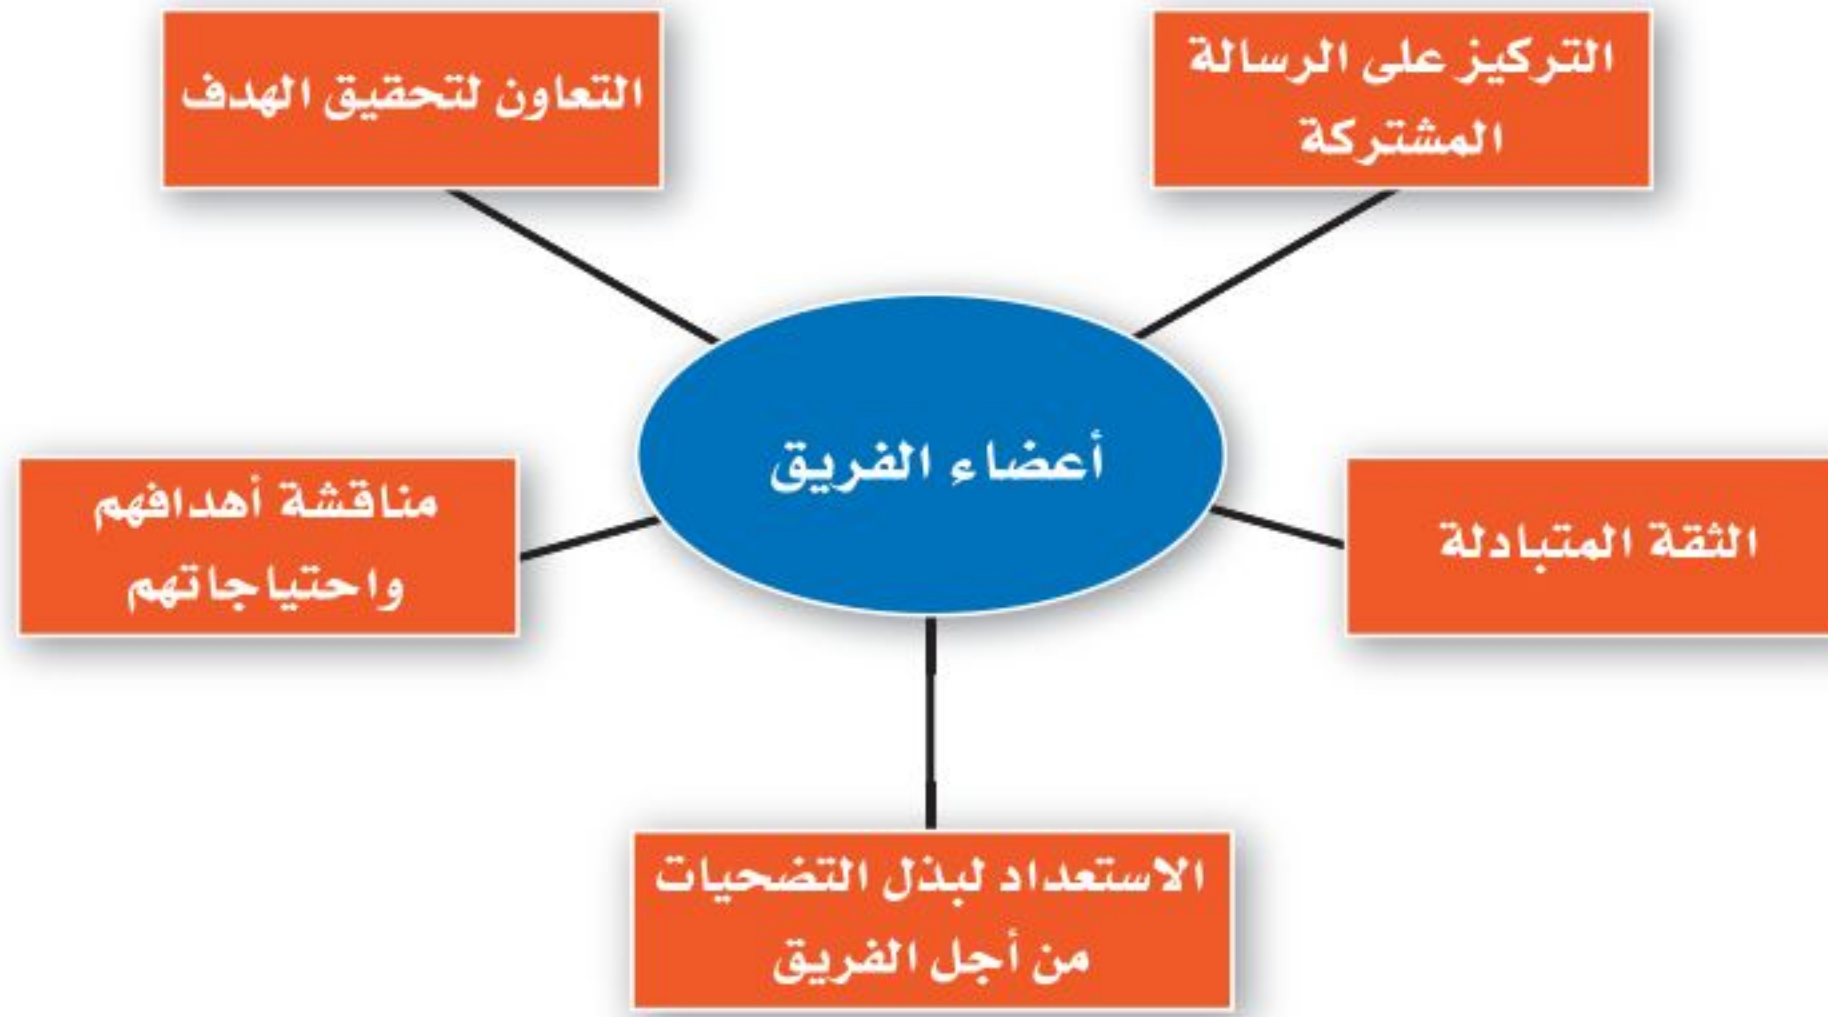 التركيز على الرسالة
المشتركة
التعاون لتحقيق الهدف
أعضاء الفريق
الثقة المتبادلة
مناقشة أهدافهم
واحتياجاتهم
الاستعداد لبذل التضحيات
من أجل الفريق